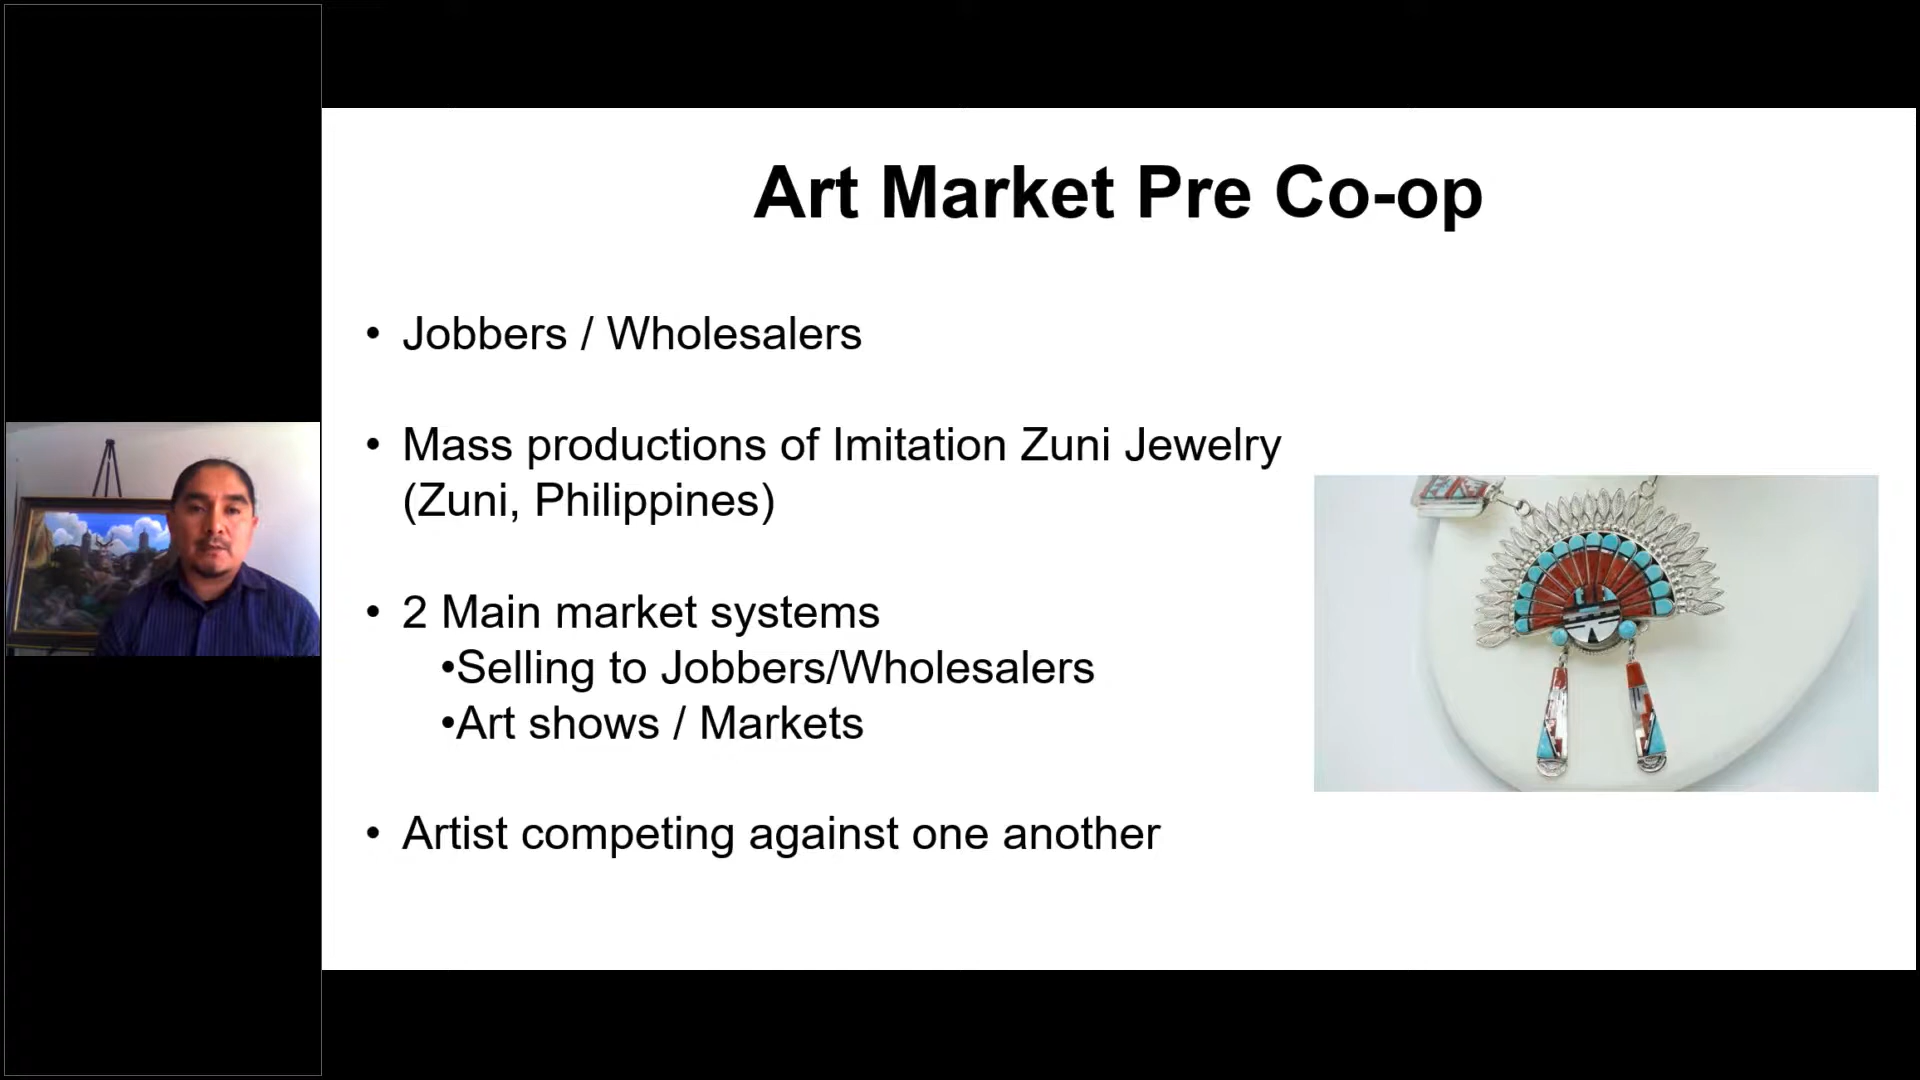 Art Market Pre Co-op
• Jobbers / Wholesalers
• Mass productions of Imitation Zuni Jewelry
(Zuni, Philippines)
• 2 Main market systems
•Selling to Jobbers/Wholesalers
•Art shows / Markets
• Artist competing against one another